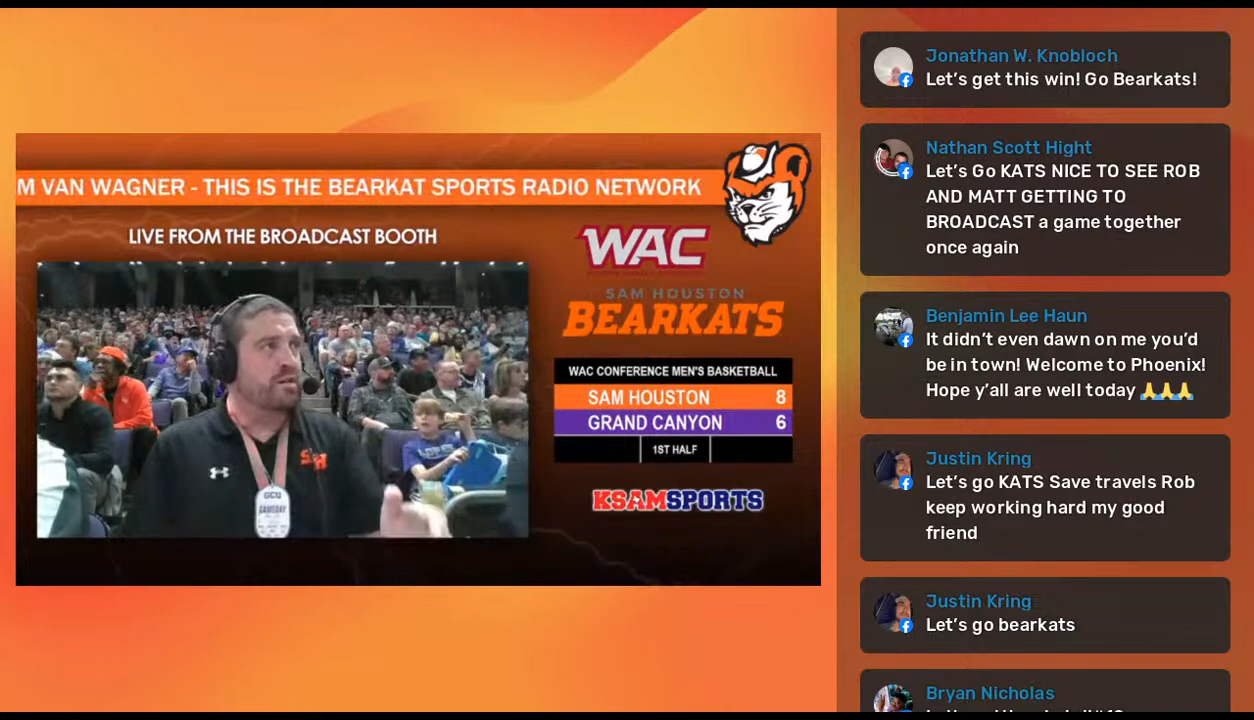 M VAN WAGNER - THIS IS THE BEARKAT SPORTS RADIO NETWORK
LIVE FROM THE BROADCAST BOOTH
WAC
SAM HOUSTON
BEARKATS
WAC CONFERENCE MEN'S BASKETBALL
SAM HOUSTON 8
GRAND CANYON 6
1ST HALF
KSAMSPORTS
GCU
GAMEDAY
SH
Jonathan W. Knobloch
Let's get this win! Go Bearkats!
Nathan Scott Hight
Let's Go KATS NICE TO SEE ROB
AND MATT GETTING TO
BROADCAST a game together
once again
Benjamin Lee Haun
It didn't even dawn on me you'd
be in town! Welcome to Phoenix!
Hope y'all are well today 🙏🙏🙏
Justin Kring
Let's go KATS Save travels Rob
keep working hard my good
friend
Justin Kring
Let's go bearkats
Bryan Nicholas